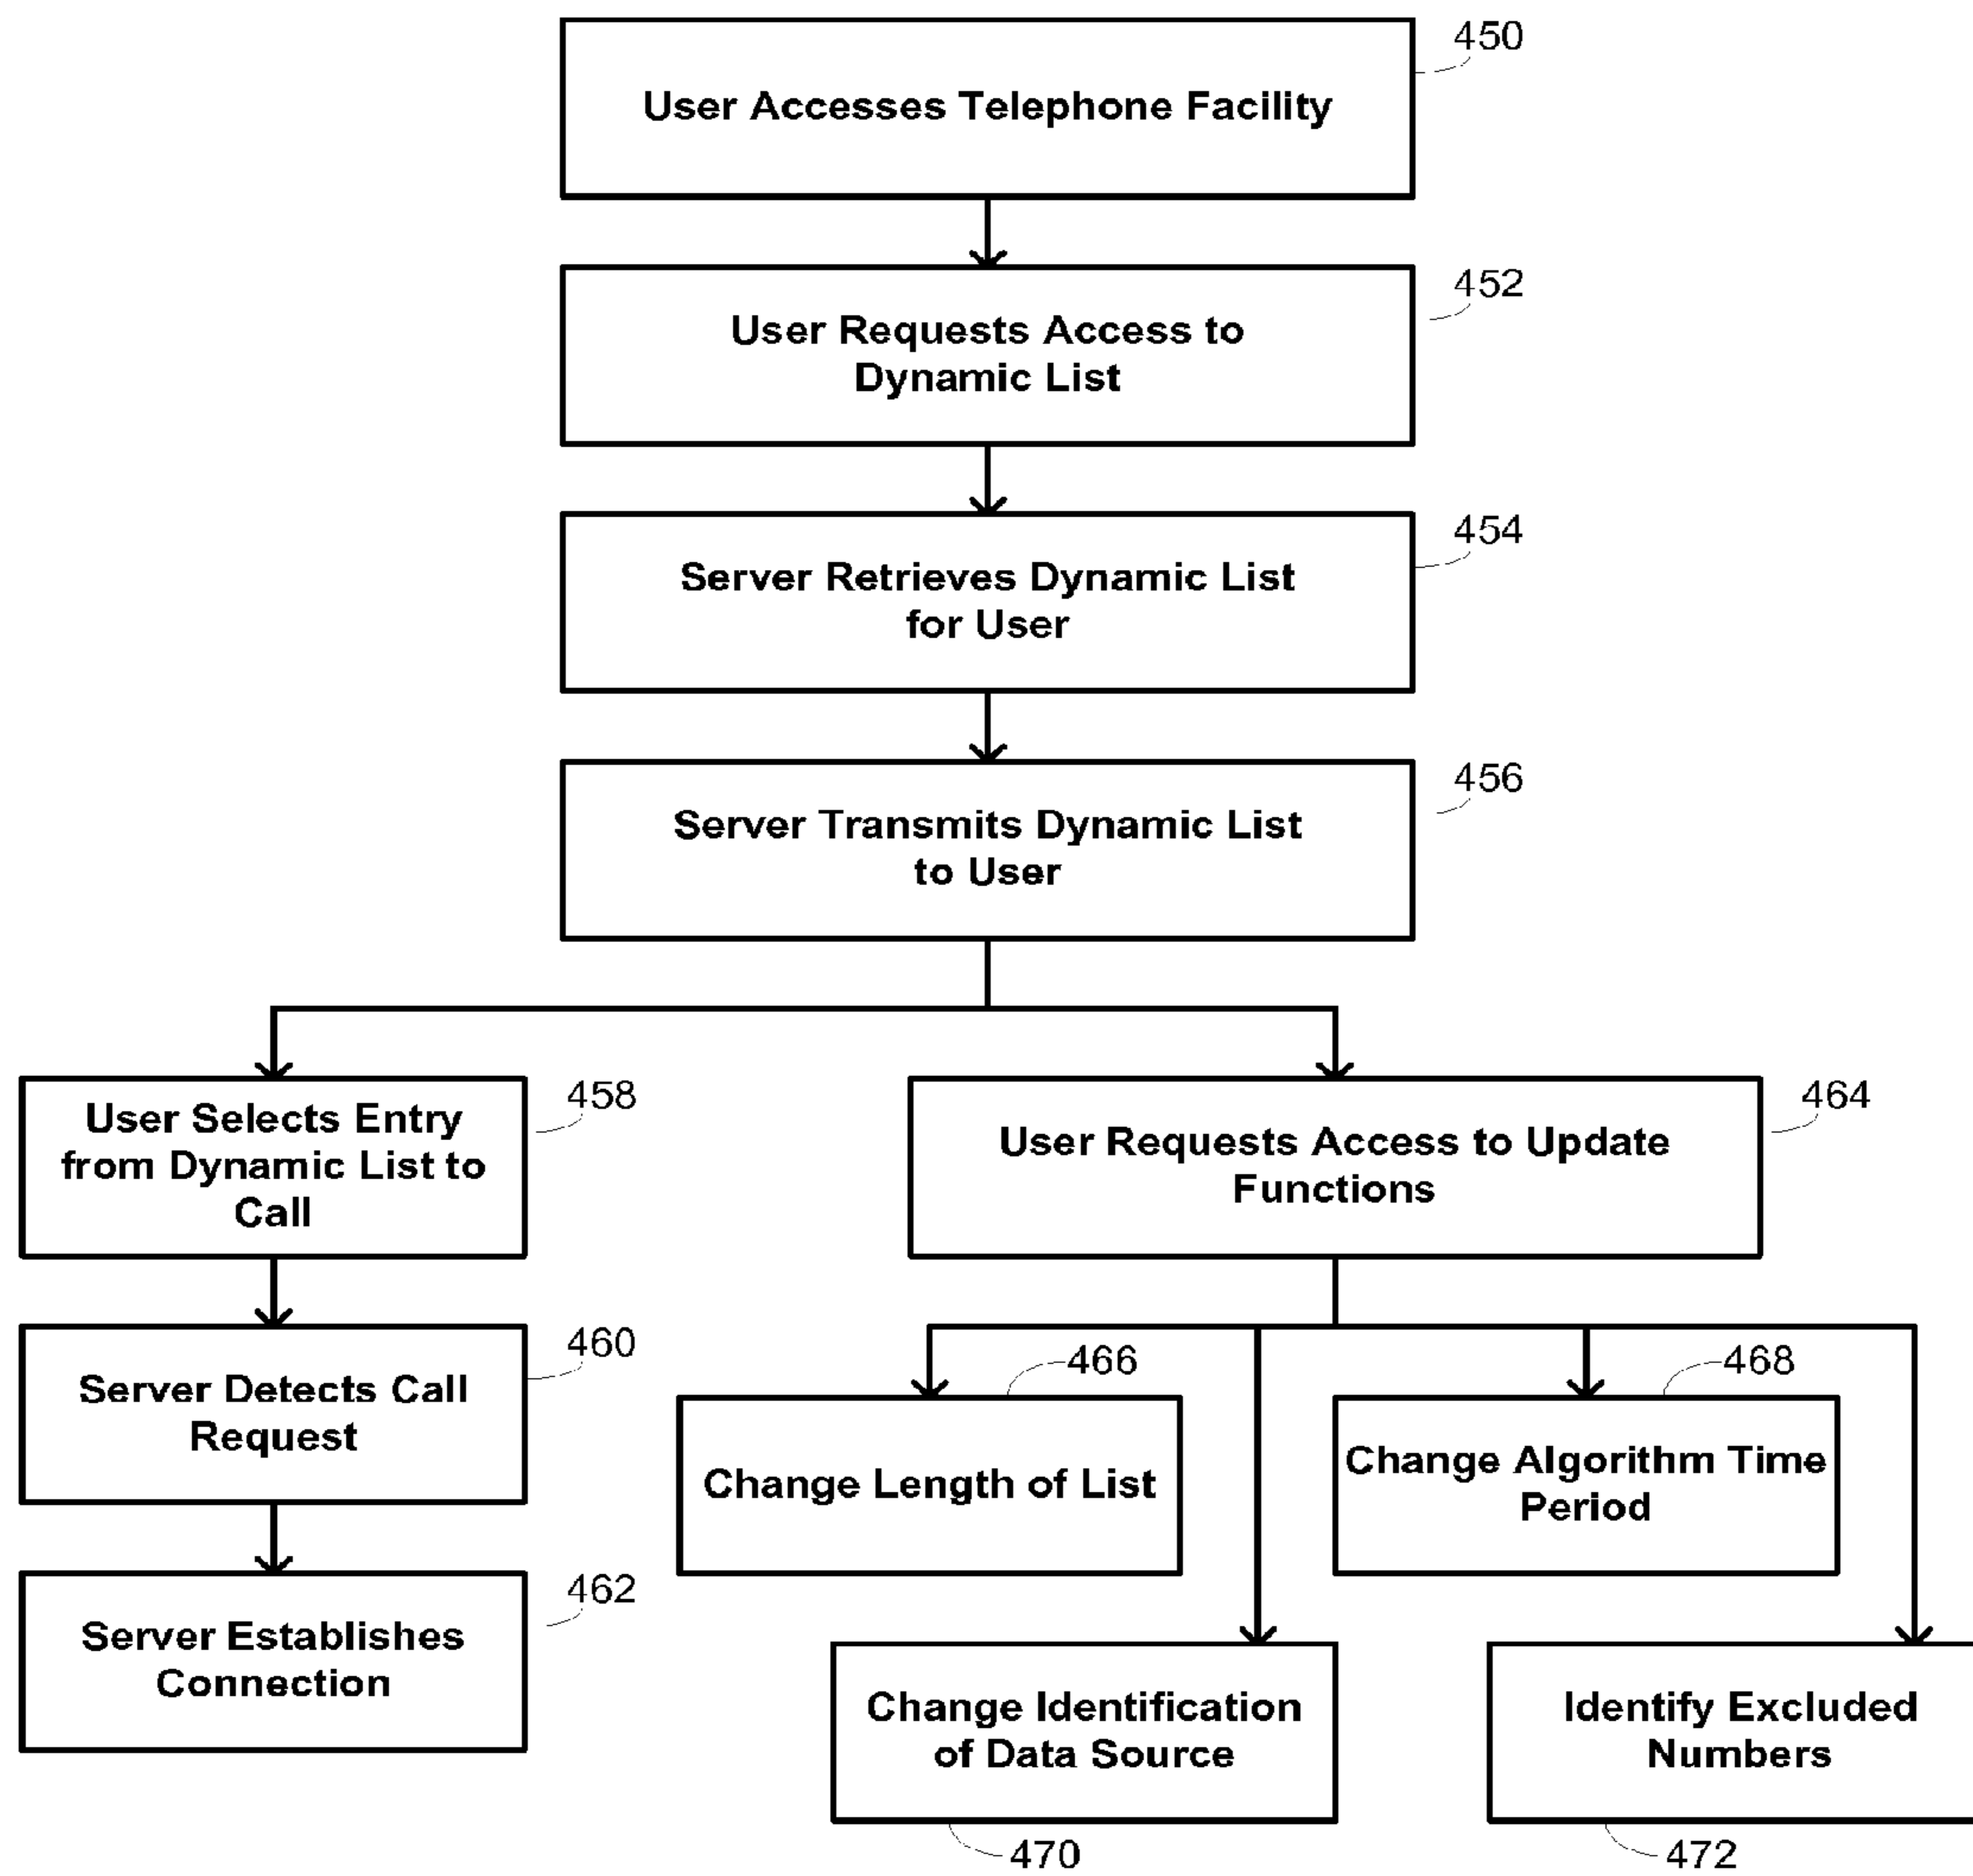 450
User Accesses Telephone Facility
452
User Requests Access to
Dynamic List
454
Server Retrieves Dynamic List
for User
456
Server Transmits Dynamic List
to User
458
User Selects Entry
from Dynamic List to
Call
460
Server Detects Call
Request
462
Server Establishes
Connection
464
User Requests Access to Update
Functions
466
Change Length of List
468
Change Algorithm Time
Period
Change Identification
of Data Source
470
Identify Excluded
Numbers
472